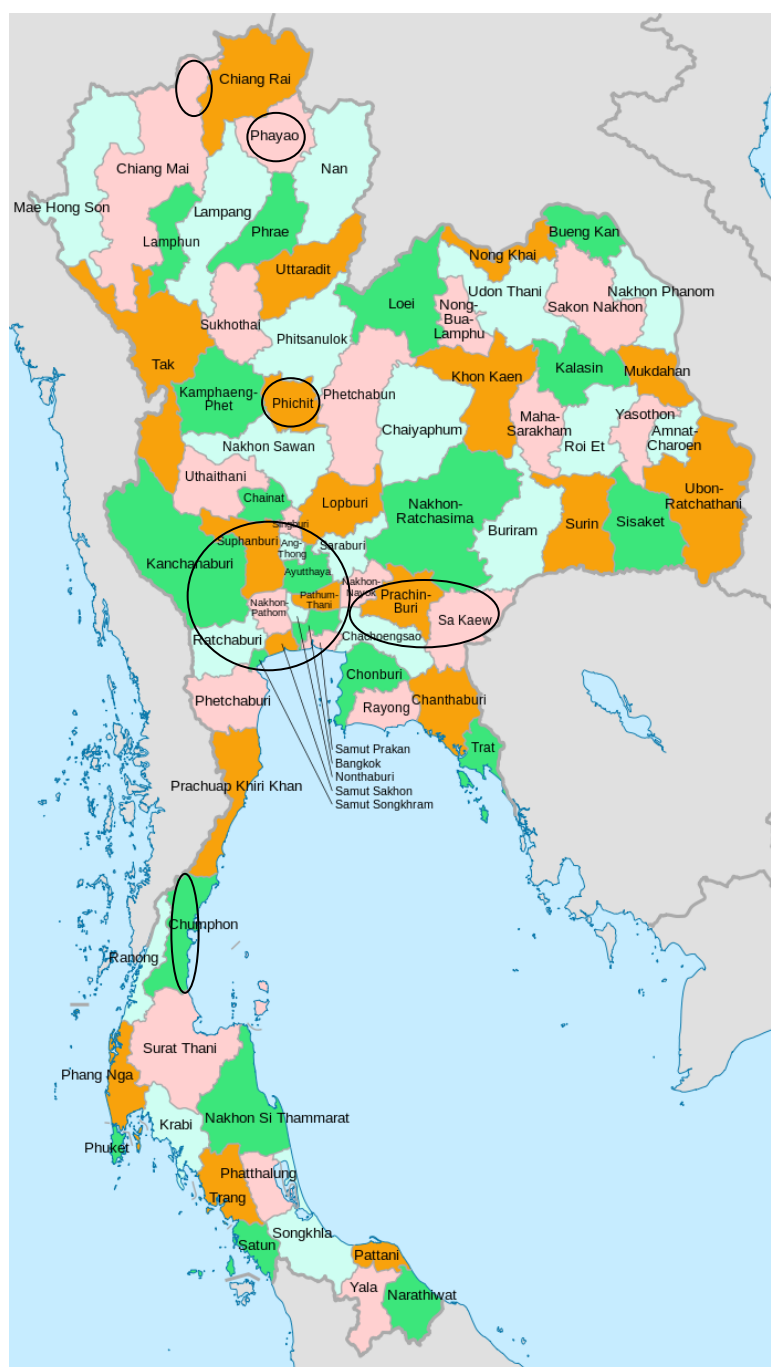 Chiang Rai
Phayao
Chiang Mai
Nan
Mae Hong Son
Lampang
Lamphun
Phrae
Uttaradit
Bueng Kan
Nong Khai
Udon Thani
Nakhon Phanom
Loei
Nong-
Bua-
Lamphu
Sakon Nakhon
Sukhothai
Phitsanulok
Tak
Kamphaeng-
Phet
Phichit
Phetchabun
Khon Kaen
Kalasin
Mukdahan
Chaiyaphum
Maha-
Sarakham
Roi Et
Yasothon
Amnat-
Charoen
Nakhon Sawan
Uthaithani
Chainat
Lopburi
Nakhon-
Ratchasima
Buriram
Surin
Sisaket
Ubon-
Ratchathani
Singburi
Suphanburi
Ang-
Thong
Saraburi
Kanchanaburi
Ayutthaya
Nakhon-
Nayok
Prachin-
Buri
Pathum-
Thani
Nakhon-
Pathom
Sa Kaew
Ratchaburi
Chachoengsao
Chonburi
Phetchaburi
Rayong
Chanthaburi
Trat
Samut Prakan
Bangkok
Nonthaburi
Samut Sakhon
Samut Songkhram
Prachuap Khiri Khan
Chumphon
Ranong
Surat Thani
Phang Nga
Krabi
Nakhon Si Thammarat
Phuket
Phatthalung
Trang
Songkhla
Satun
Pattani
Yala
Narathiwat